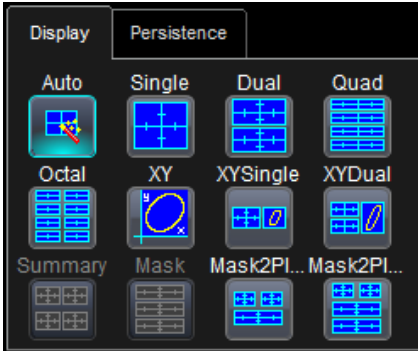 Display Persistence
Auto Single Dual Quad
Octal XY XYSingle XYDual
y
x
Summary Mask Mask2Pl... Mask2Pl...